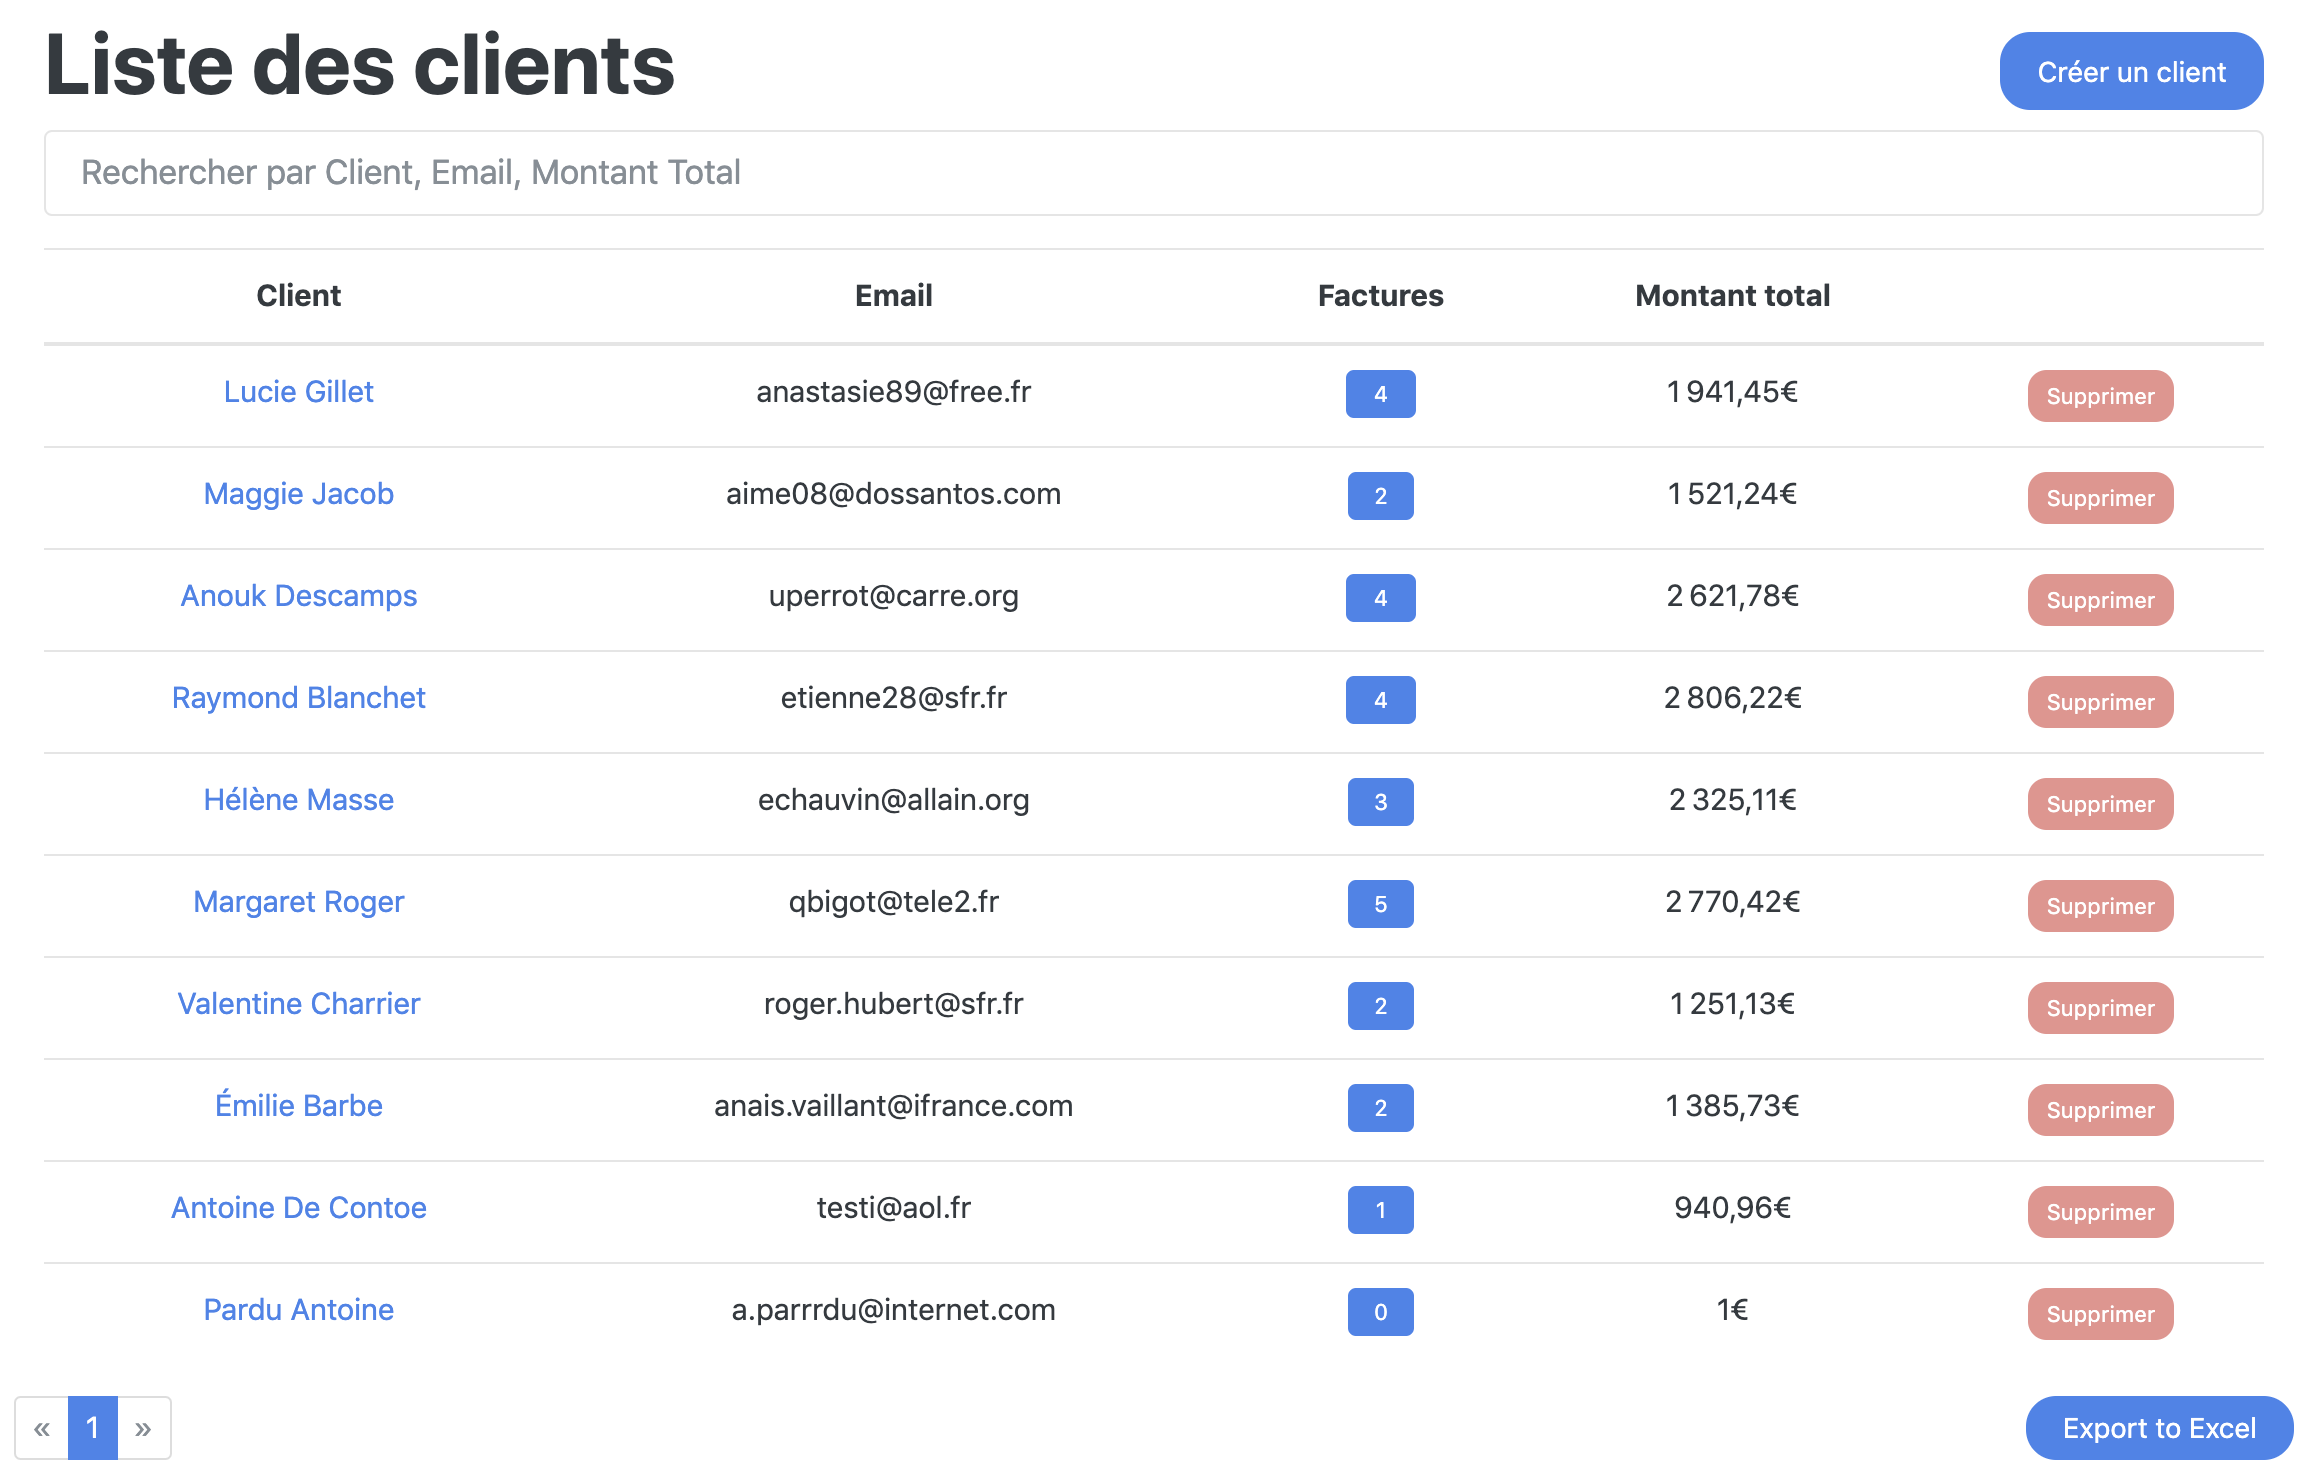 Liste des clients
Créer un client
Rechercher par Client, Email, Montant Total
Client Email Factures Montant total
Lucie Gillet anastasie89@free.fr 4 1 941,45€ Supprimer
Maggie Jacob aime08@dossantos.com 2 1 521,24€ Supprimer
Anouk Descamps uperrot@carre.org 4 2 621,78€ Supprimer
Raymond Blanchet etienne28@sfr.fr 4 2 806,22€ Supprimer
Hélène Masse echauvin@allain.org 3 2 325,11€ Supprimer
Margaret Roger qbigot@tele2.fr 5 2 770,42€ Supprimer
Valentine Charrier roger.hubert@sfr.fr 2 1 251,13€ Supprimer
Émilie Barbe anais.vaillant@ifrance.com 2 1 385,73€ Supprimer
Antoine De Contoe testi@aol.fr 1 940,96€ Supprimer
Pardu Antoine a.parrrdu@internet.com 0 1€ Supprimer
« 1 » Export to Excel